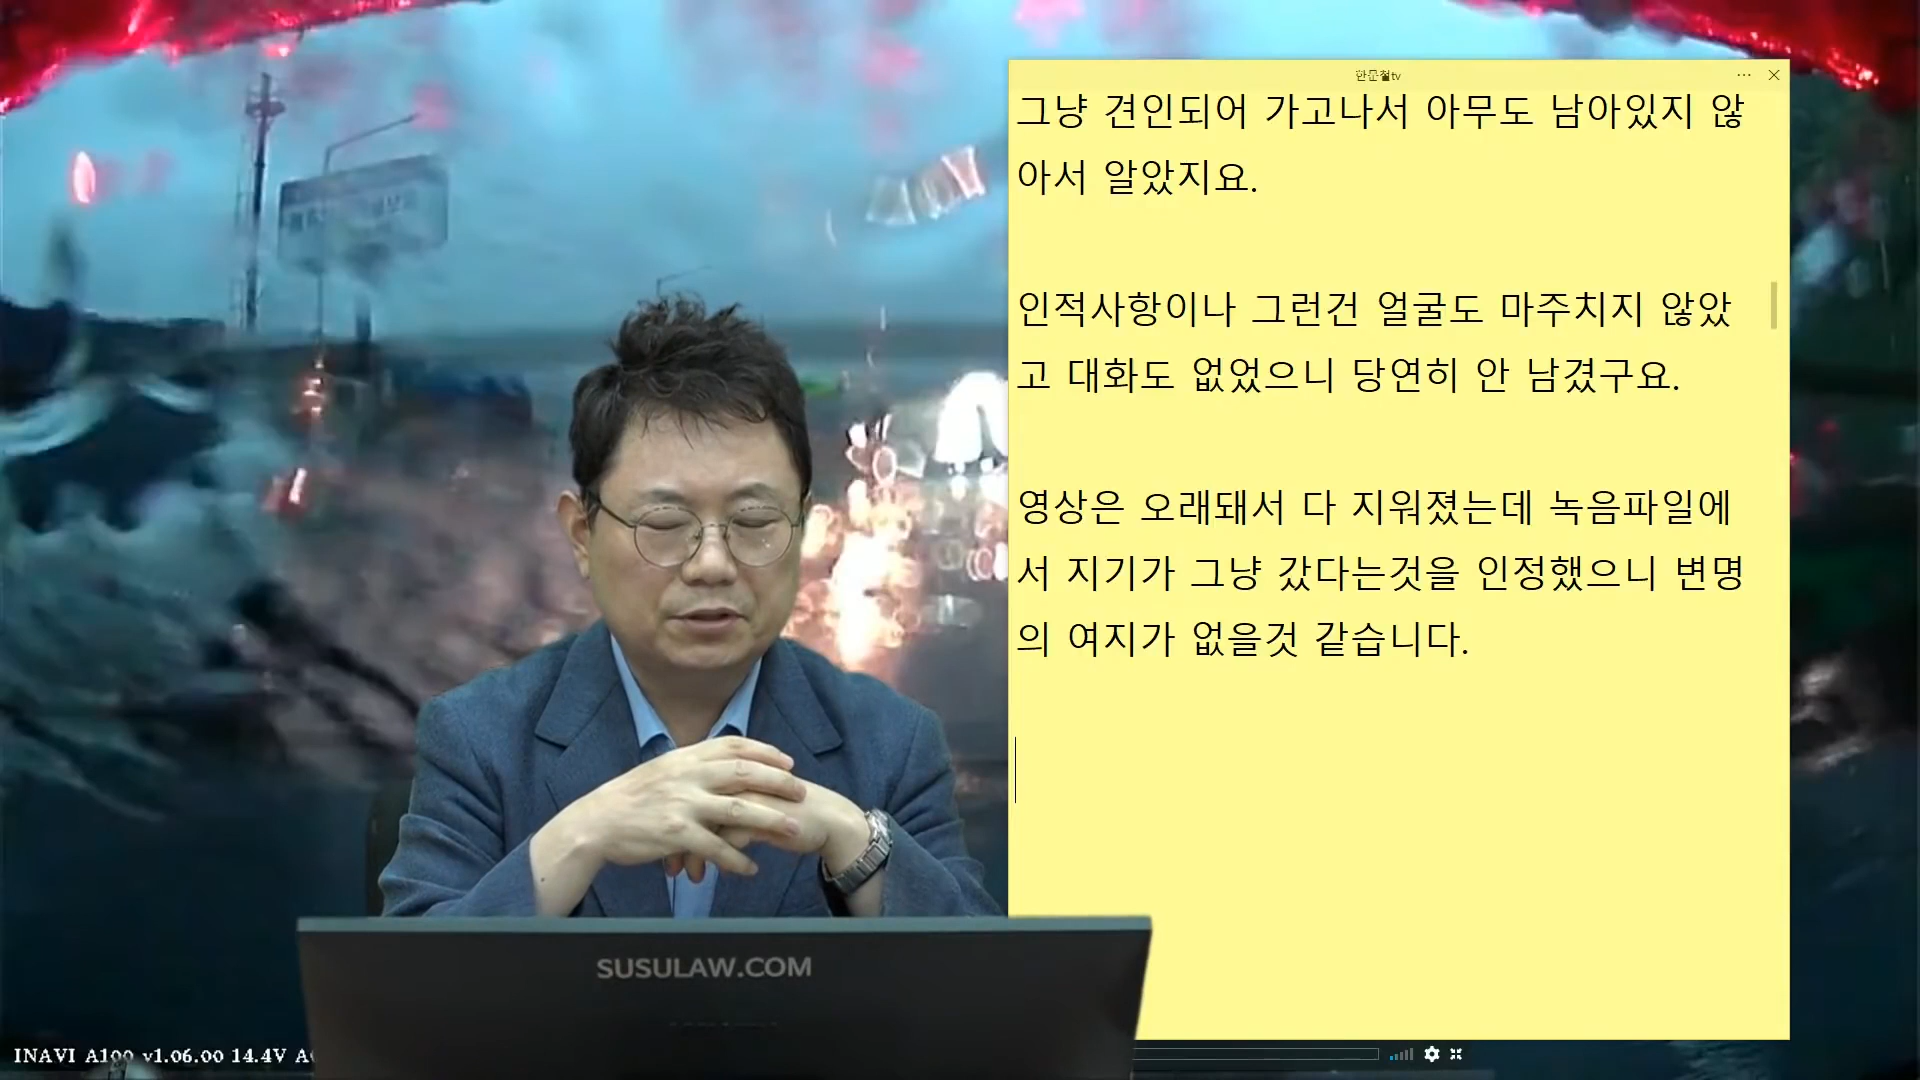 한문철tv
그냥 견인되어 가고나서 아무도 남아있지 않
아서 알았지요.
인적사항이나 그런건 얼굴도 마주치지 않았
고 대화도 없었으니 당연히 안 남겼구요.
영상은 오래돼서 다 지워졌는데 녹음파일에
서 지기가 그냥 갔다는것을 인정했으니 변명
의 여지가 없을것 같습니다.
SUSULAW.COM
INAVI A100 v1.06.00 14.4V